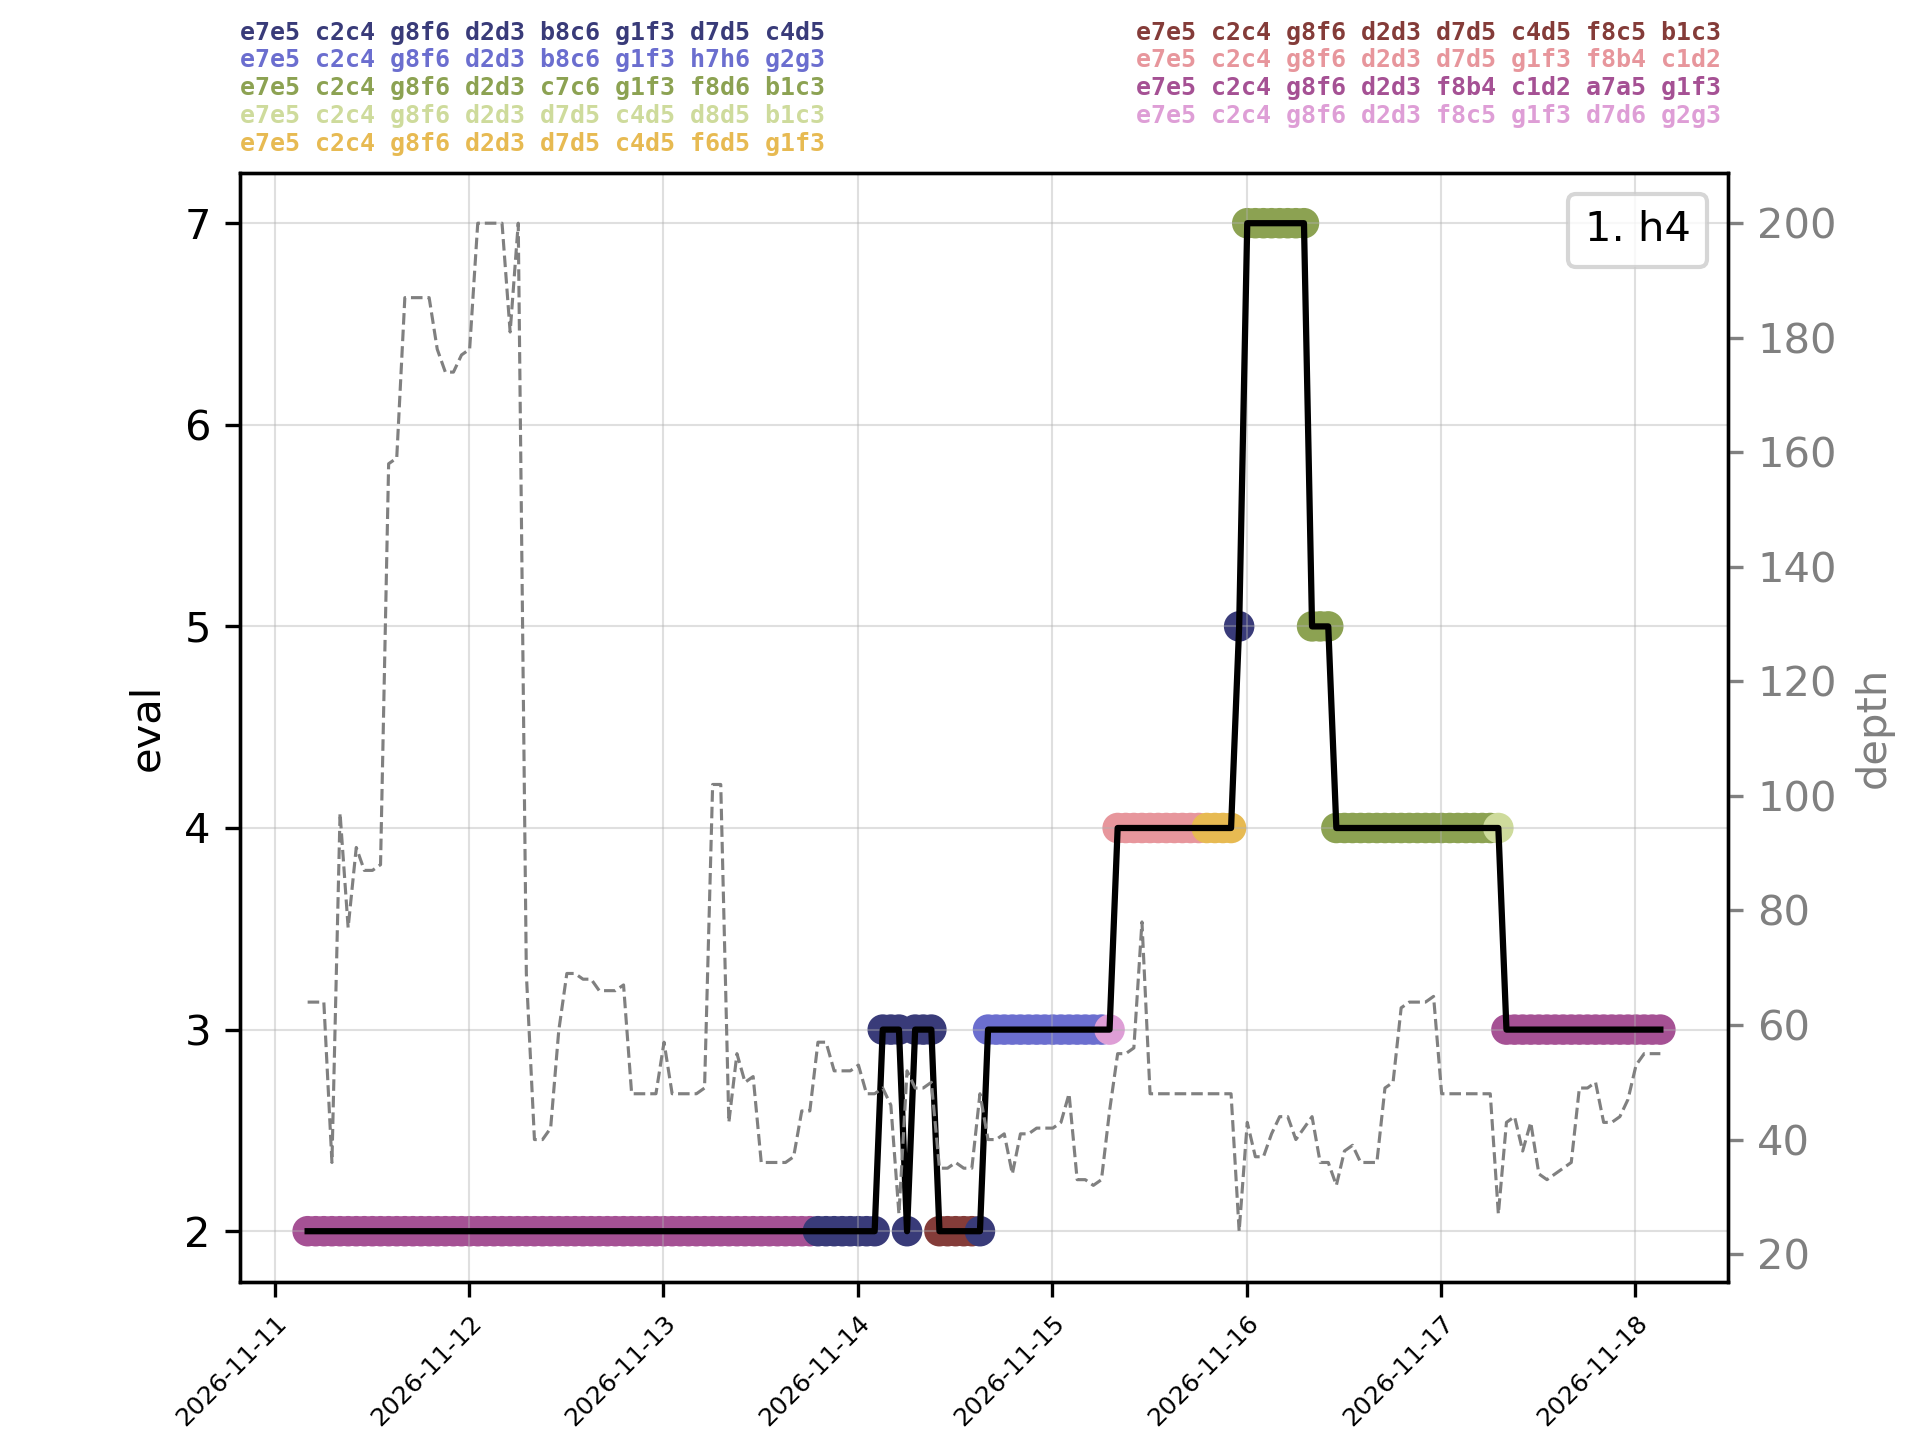 e7e5 c2c4 g8f6 d2d3 b8c6 g1f3 d7d5 c4d5
e7e5 c2c4 g8f6 d2d3 b8c6 g1f3 h7h6 g2g3
e7e5 c2c4 g8f6 d2d3 c7c6 g1f3 f8d6 b1c3
e7e5 c2c4 g8f6 d2d3 d7d5 c4d5 d8d5 b1c3
e7e5 c2c4 g8f6 d2d3 d7d5 c4d5 f6d5 g1f3
e7e5 c2c4 g8f6 d2d3 d7d5 c4d5 f8c5 b1c3
e7e5 c2c4 g8f6 d2d3 d7d5 g1f3 f8b4 c1d2
e7e5 c2c4 g8f6 d2d3 f8b4 c1d2 a7a5 g1f3
e7e5 c2c4 g8f6 d2d3 f8c5 g1f3 d7d6 g2g3
1. h4
eval
7
6
5
4
3
2
depth
200
180
160
140
120
100
80
60
40
20
2026-11-11
2026-11-12
2026-11-13
2026-11-14
2026-11-15
2026-11-16
2026-11-17
2026-11-18